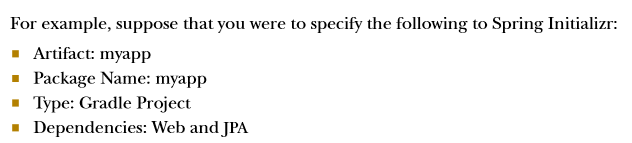 For example, suppose that you were to specify the following to Spring Initializr:
■ Artifact: myapp
■ Package Name: myapp
■ Type: Gradle Project
■ Dependencies: Web and JPA